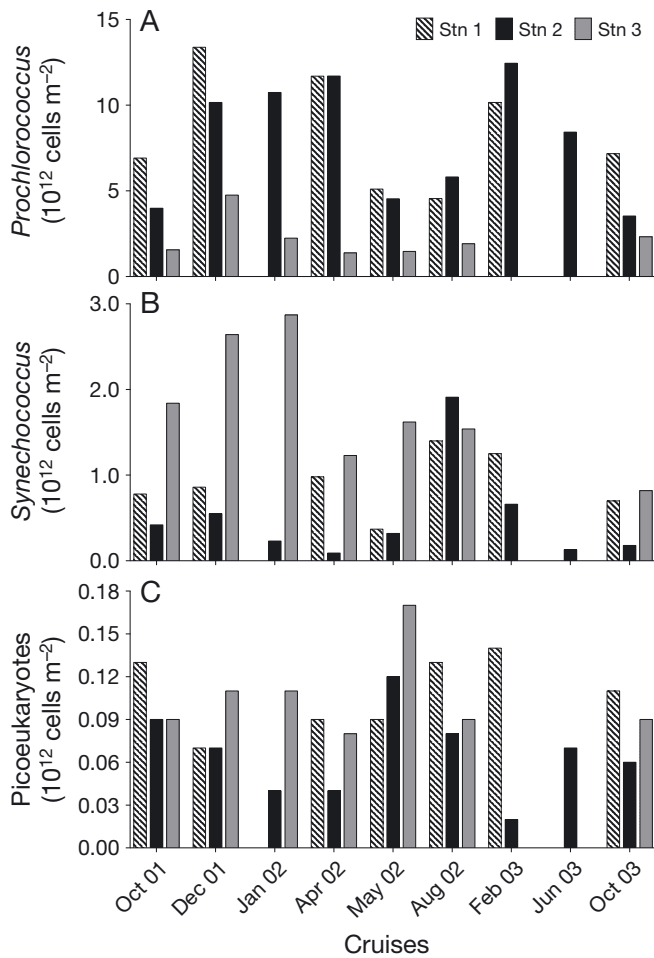 A
Stn 1 Stn 2 Stn 3
Prochlorococcus
(10¹² cells m⁻²)
15
10
5
0
B
Synechococcus
(10¹² cells m⁻²)
3.0
2.0
1.0
0.0
C
Picoeukaryotes
(10¹² cells m⁻²)
0.18
0.15
0.12
0.09
0.06
0.03
0.00
Oct 01 Dec 01 Jan 02 Apr 02 May 02 Aug 02 Feb 03 Jun 03 Oct 03
Cruises